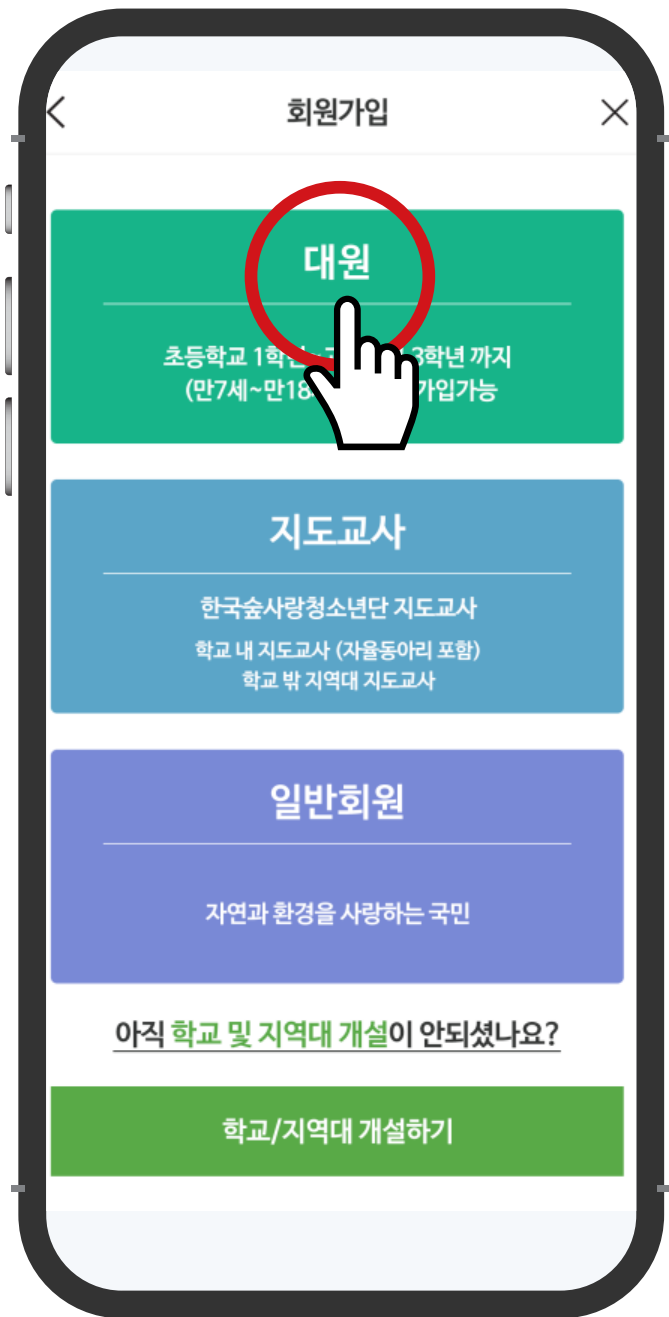 회원가입
대원
초등학교 1학년~ 3학년 까지
(만7세~만18 가입가능
지도교사
한국숲사랑청소년단 지도교사
학교 내 지도교사 (자율동아리 포함)
학교 밖 지역대 지도교사
일반회원
자연과 환경을 사랑하는 국민
아직 학교 및 지역대 개설이 안되셨나요?
학교/지역대 개설하기